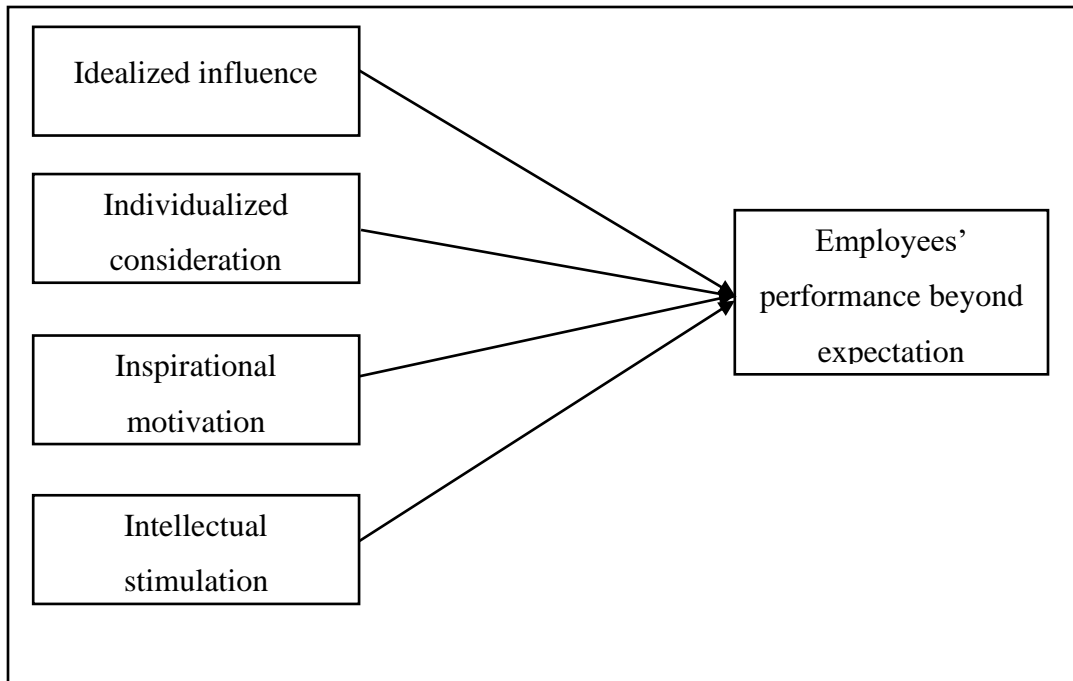 Idealized influence
Individualized
consideration
Inspirational
motivation
Intellectual
stimulation
Employees’
performance beyond
expectation